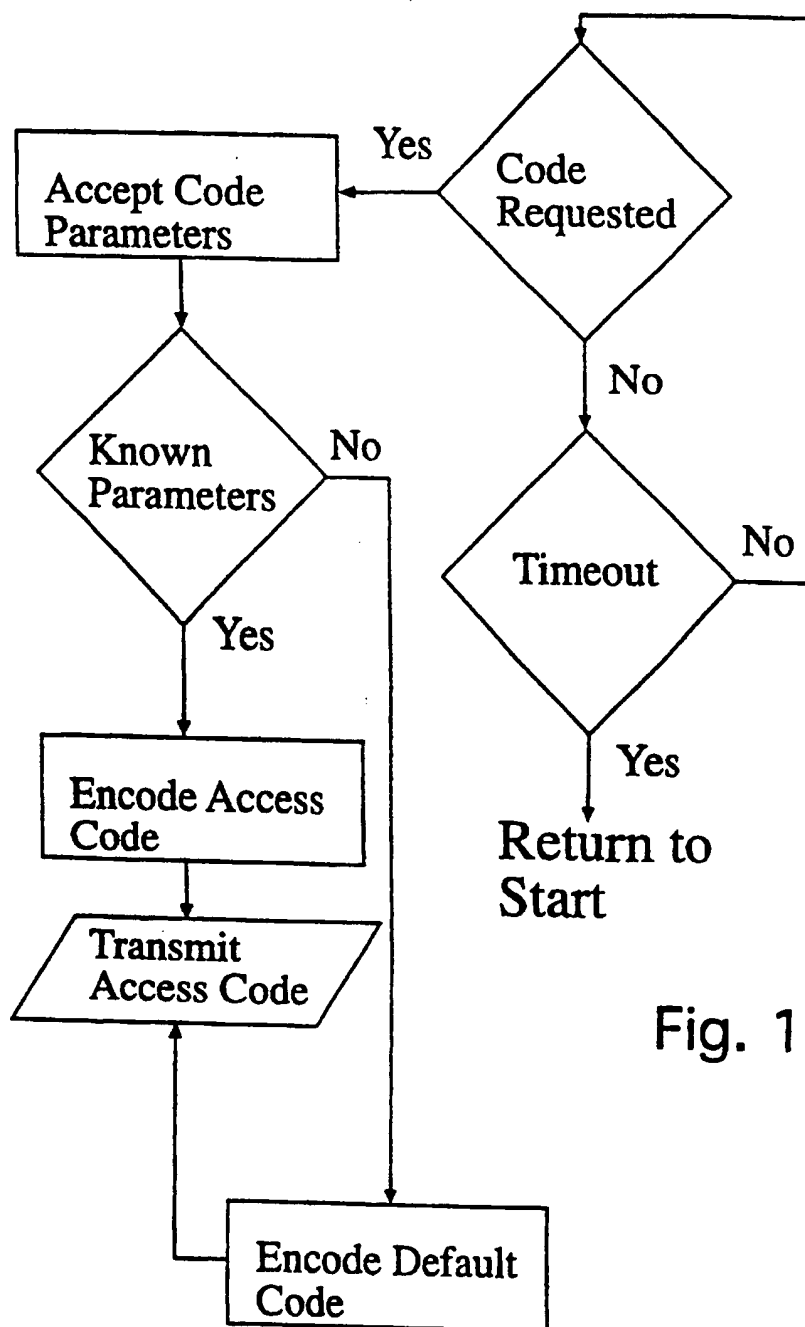 Yes
Code
Requested
Accept Code
Parameters
No
Known
Parameters
No
Timeout
No
Yes
Yes
Encode Access
Code
Return to
Start
Transmit
Access Code
Fig. 1
Encode Default
Code